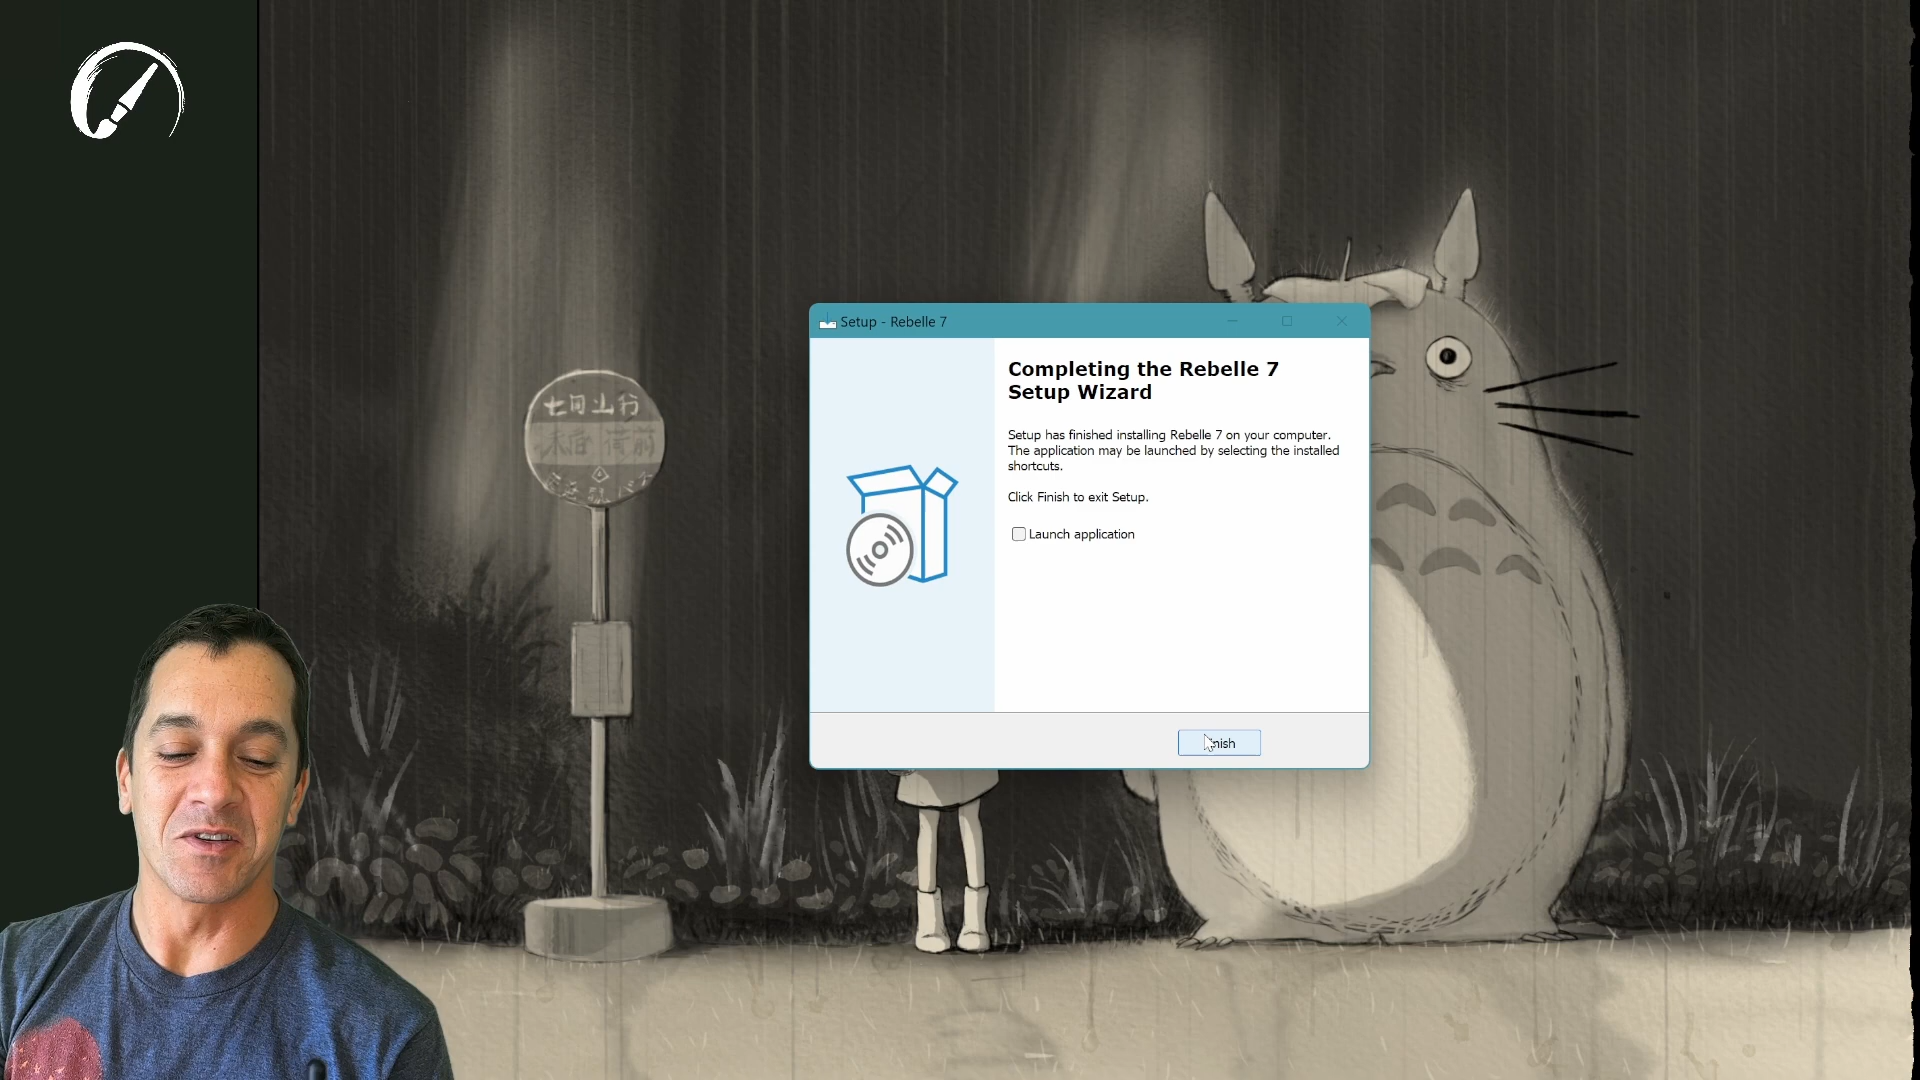 Setup - Rebelle 7
Completing the Rebelle 7
Setup Wizard
Setup has finished installing Rebelle 7 on your computer.
The application may be launched by selecting the installed
shortcuts.
Click Finish to exit Setup.
Launch application